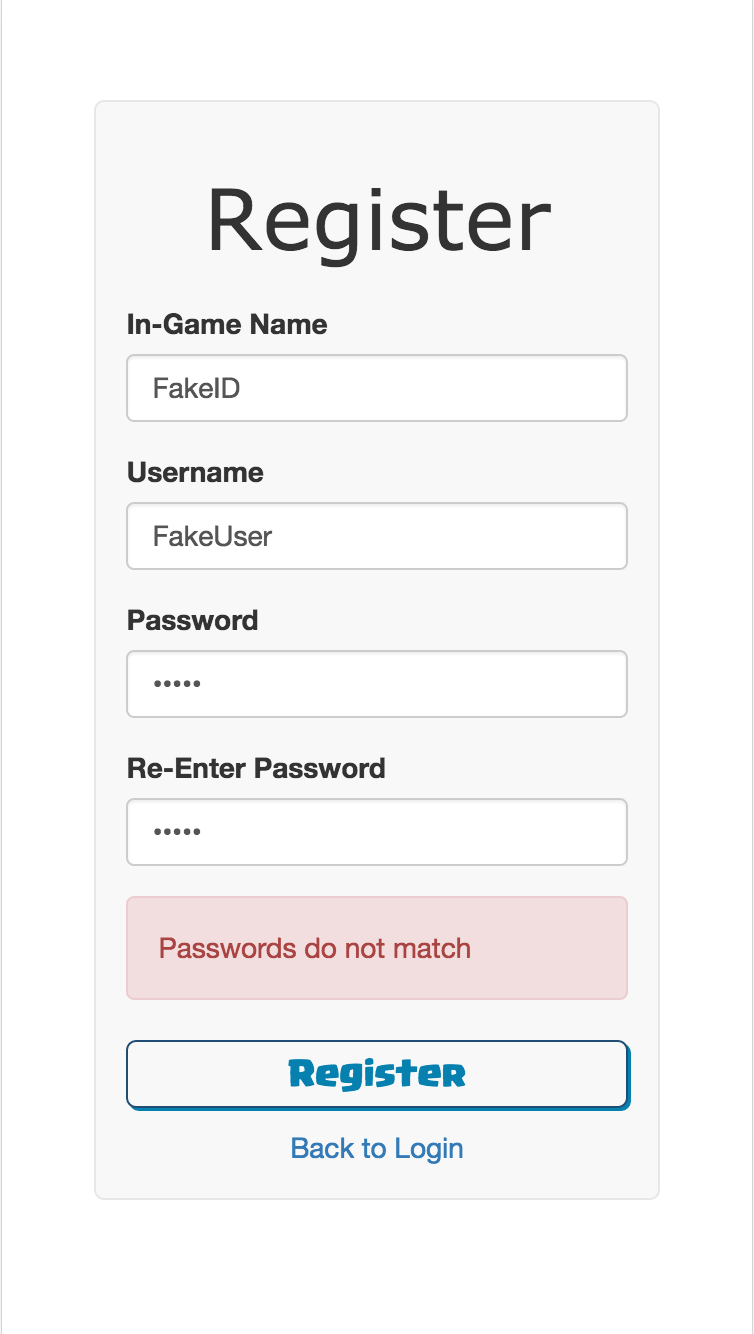 Register
In-Game Name
FakeID
Username
FakeUser
Password
•••••
Re-Enter Password
•••••
Passwords do not match
Register
Back to Login